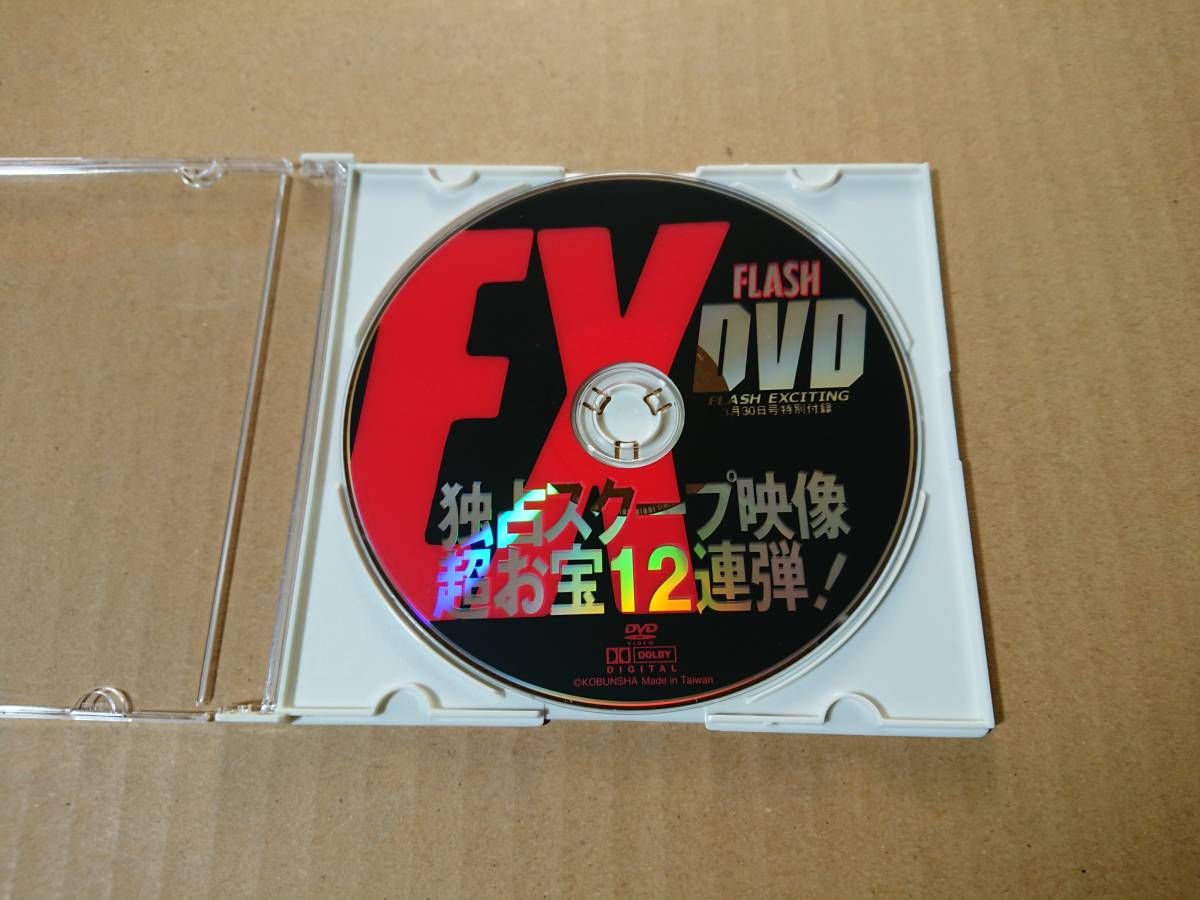 EX
FLASH
DVD
FLASH EXCITING
月30日号特別付録
独占スクープ映像
超お宝12連弾!
DVD
VIDEO
DOLBY
DIGITAL
©KOBUNSHA Made in Taiwan